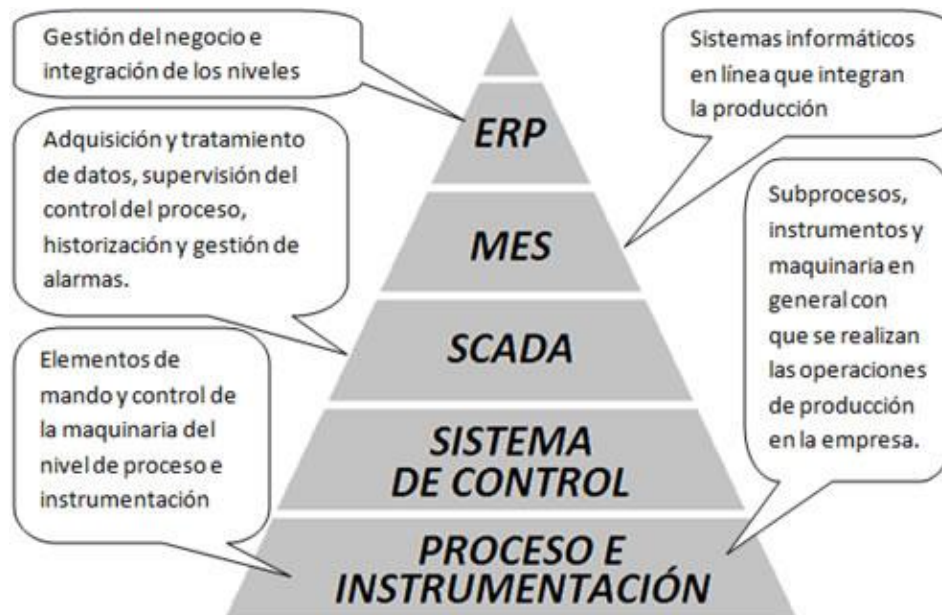 Gestión del negocio e
integración de los niveles
Adquisición y tratamiento
de datos, supervisión del
control del proceso,
historización y gestión de
alarmas.
Elementos de
mando y control de
la maquinaria del
nivel de proceso e
instrumentación
ERP
MES
SCADA
SISTEMA
DE CONTROL
PROCESO E
INSTRUMENTACIÓN
Sistemas informáticos
en línea que integran
la producción
Subprocesos,
instrumentos y
maquinaria en
general con
que se realizan
las operaciones
de producción
en la empresa.